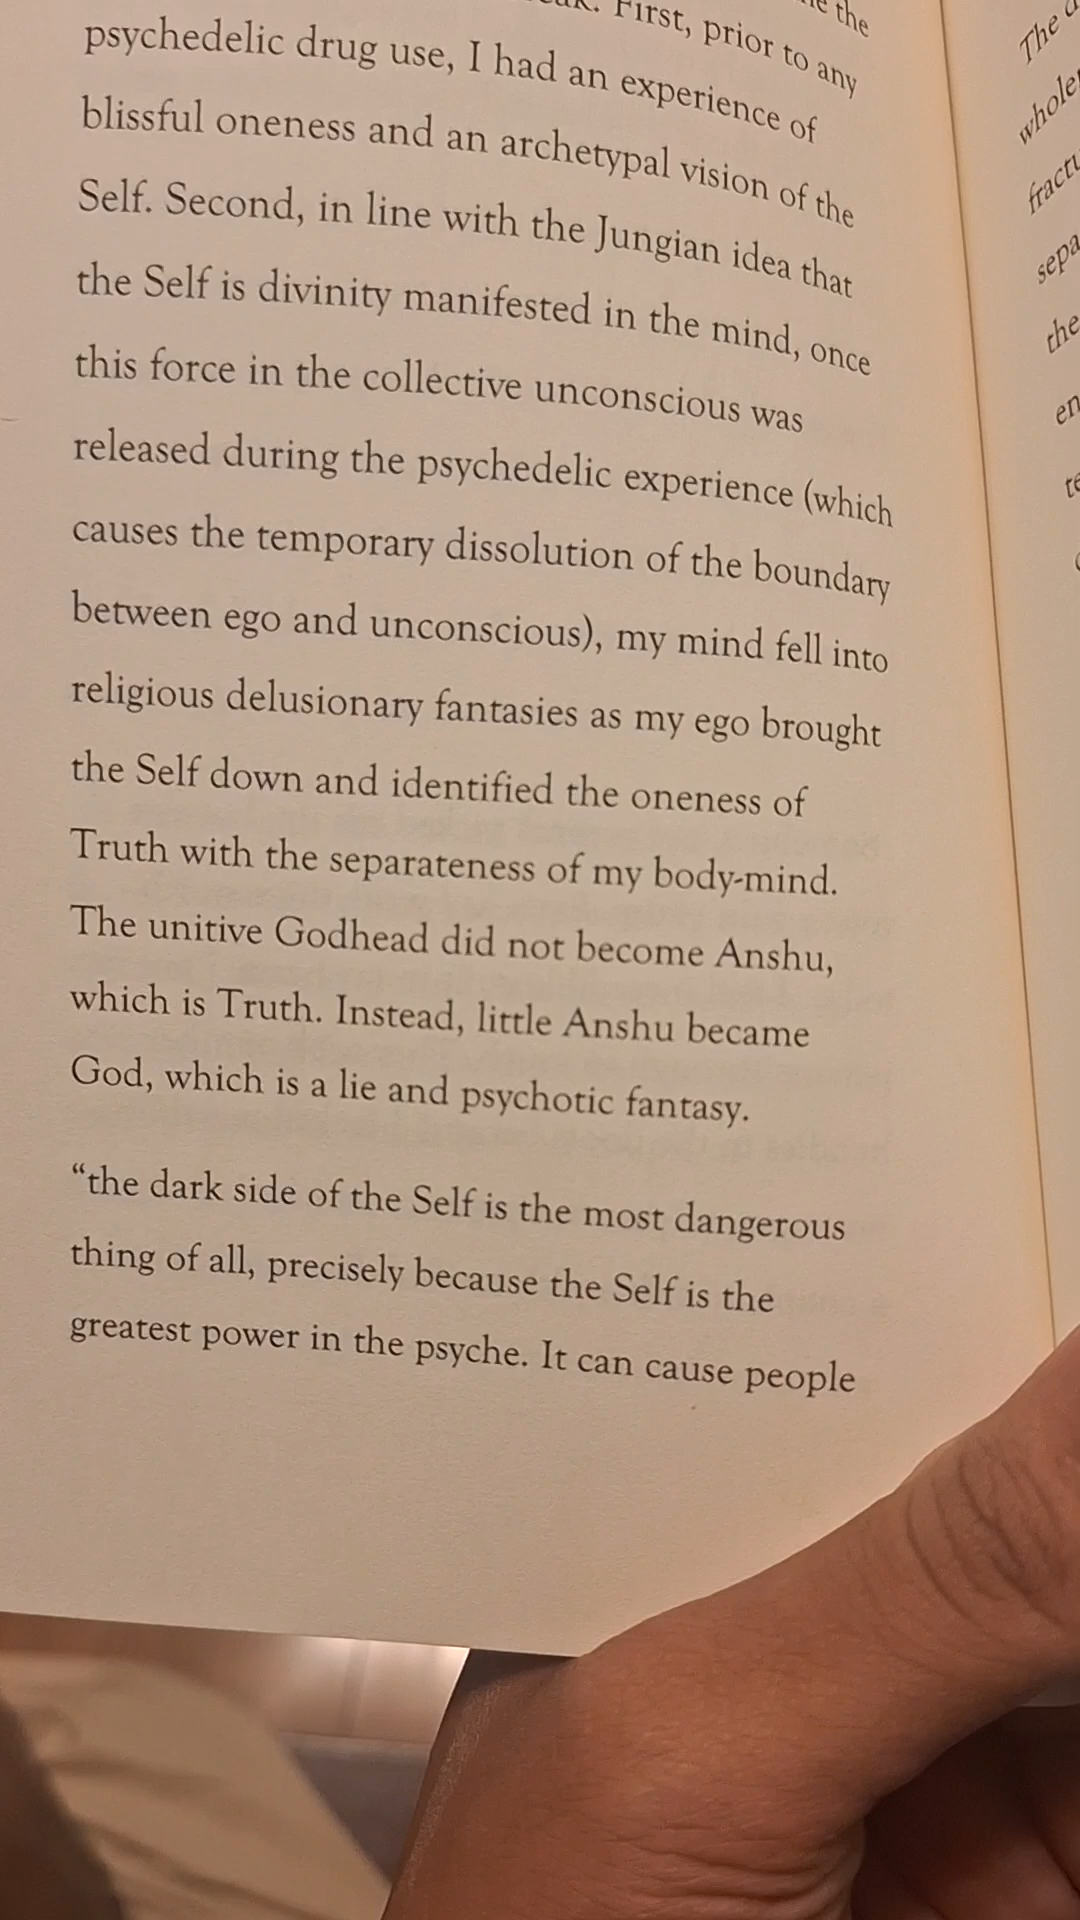 the
First, prior to any
psychedelic drug use, I had an experience of
blissful oneness and an archetypal vision of the
Self. Second, in line with the Jungian idea that
the Self is divinity manifested in the mind, once
this force in the collective unconscious was
released during the psychedelic experience (which
causes the temporary dissolution of the boundary
between ego and unconscious), my mind fell into
religious delusionary fantasies as my ego brought
the Self down and identified the oneness of
Truth with the separateness of my body-mind.
The unitive Godhead did not become Anshu,
which is Truth. Instead, little Anshu became
God, which is a lie and psychotic fantasy.
“the dark side of the Self is the most dangerous
thing of all, precisely because the Self is the
greatest power in the psyche. It can cause people
The
the